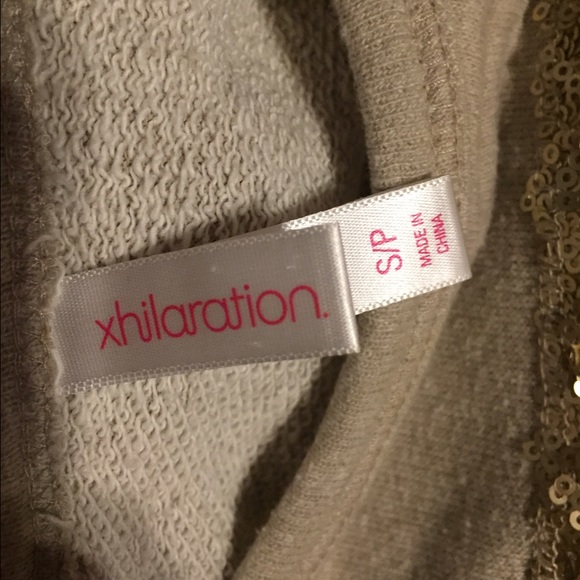 xhilaration.
S/P
MADE IN
CHINA